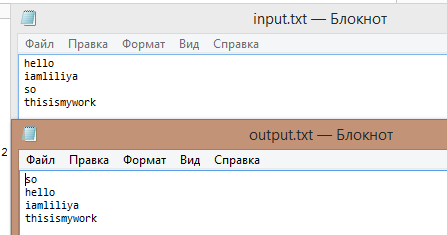 input.txt — Блокнот
Файл Правка Формат Вид Справка
hello
iamliliya
so
thisismywork
output.txt — Блокнот
2
Файл Правка Формат Вид Справка
so
hello
iamliliya
thisismywork